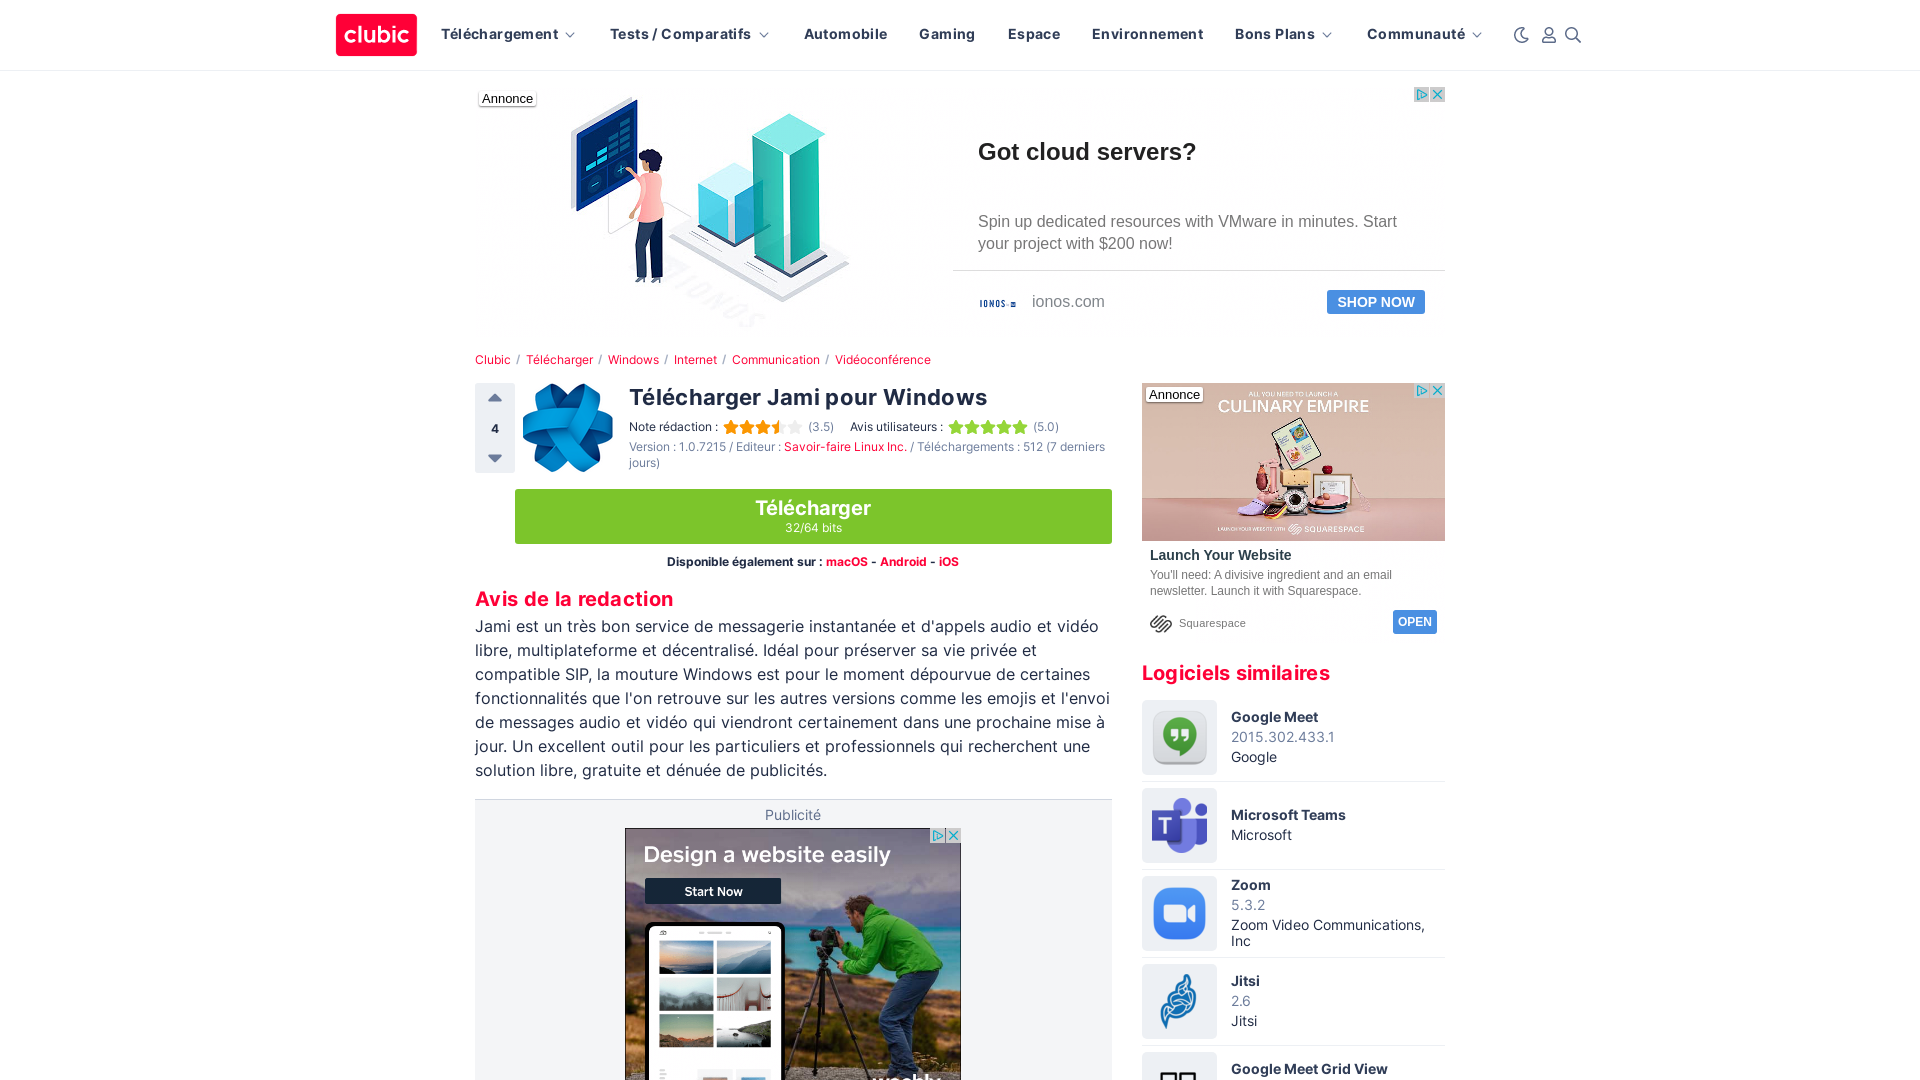 clubic
Téléchargement
Tests / Comparatifs
Automobile
Gaming
Espace
Environnement
Bons Plans
Communauté
Annonce
Got cloud servers?
Spin up dedicated resources with VMware in minutes. Start
your project with $200 now!
IONOS
ionos.com
SHOP NOW
IONOS
Clubic / Télécharger / Windows / Internet / Communication / Vidéoconférence
4
Télécharger Jami pour Windows
Note rédaction : (3.5) Avis utilisateurs : (5.0)
Version : 1.0.7215 / Editeur : Savoir-faire Linux Inc. / Téléchargements : 512 (7 derniers
jours)
Télécharger
32/64 bits
Disponible également sur : macOS - Android - iOS
Avis de la redaction
Jami est un très bon service de messagerie instantanée et d'appels audio et vidéo
libre, multiplateforme et décentralisé. Idéal pour préserver sa vie privée et
compatible SIP, la mouture Windows est pour le moment dépourvue de certaines
fonctionnalités que l'on retrouve sur les autres versions comme les emojis et l'envoi
de messages audio et vidéo qui viendront certainement dans une prochaine mise à
jour. Un excellent outil pour les particuliers et professionnels qui recherchent une
solution libre, gratuite et dénuée de publicités.
Publicité
Design a website easily
Start Now
weebly
Annonce
ALL YOU NEED TO LAUNCH A
CULINARY EMPIRE
LAUNCH YOUR WEBSITE WITH SQUARESPACE
Launch Your Website
You'll need: A divisive ingredient and an email
newsletter. Launch it with Squarespace.
Squarespace
OPEN
Logiciels similaires
Google Meet
2015.302.433.1
Google
T
Microsoft Teams
Microsoft
Zoom
5.3.2
Zoom Video Communications,
Inc
Jitsi
2.6
Jitsi
Google Meet Grid View